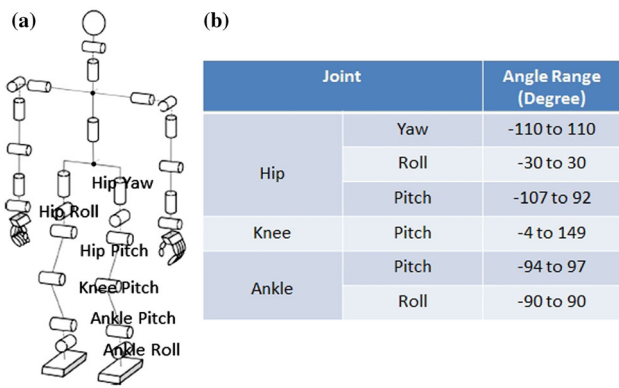 (a)
Hip Yaw
Hip Roll
Hip Pitch
Knee Pitch
Ankle Pitch
Ankle Roll
(b)
Joint Angle Range
(Degree)
Hip Yaw -110 to 110
Roll -30 to 30
Pitch -107 to 92
Knee Pitch -4 to 149
Ankle Pitch -94 to 97
Roll -90 to 90